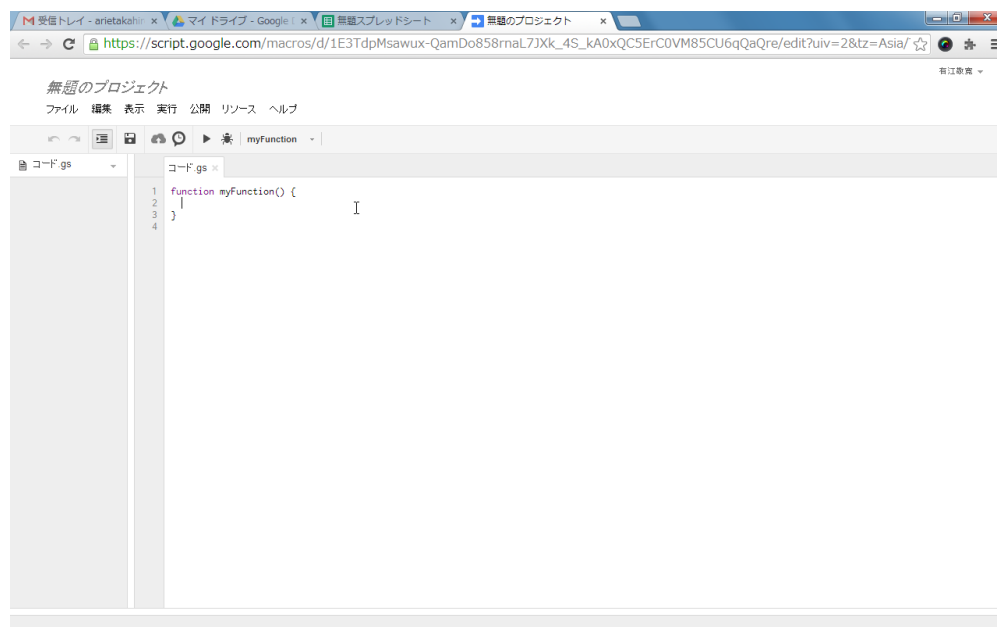 受信トレイ - arietakahir
マイ ドライブ - Google
無題スプレッドシート
無題のプロジェクト
https://script.google.com/macros/d/1E3TdpMsawux-QamDo858rnaL7JXk_4S_kA0xQC5ErC0VM85CU6qQaQre/edit?uiv=2&tz=Asia/
無題のプロジェクト
ファイル 編集 表示 実行 公開 リソース ヘルプ
myFunction
コード.gs
コード.gs
1 function myFunction() {
2
3 }
4